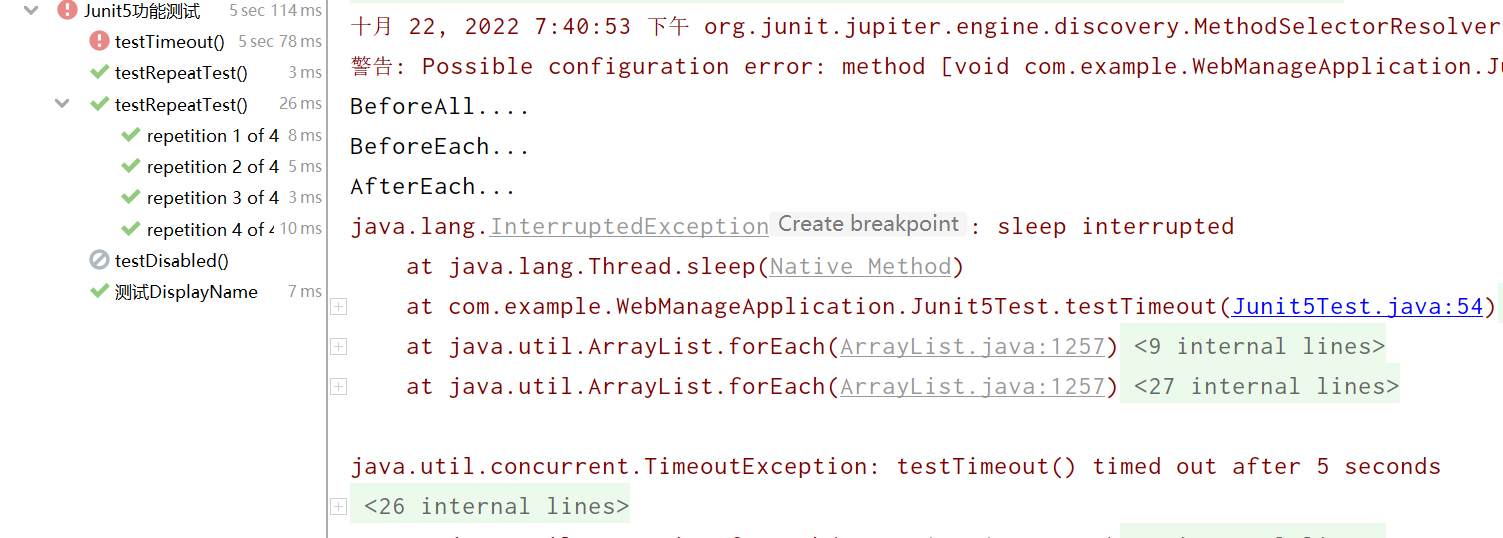 Junit5功能测试 5 sec 114 ms
testTimeout() 5 sec 78 ms
testRepeatTest() 3 ms
testRepeatTest() 26 ms
repetition 1 of 4 8 ms
repetition 2 of 4 5 ms
repetition 3 of 4 3 ms
repetition 4 of 4 10 ms
testDisabled()
测试DisplayName 7 ms
十月 22, 2022 7:40:53 下午 org.junit.jupiter.engine.discovery.MethodSelectorResolver
警告: Possible configuration error: method [void com.example.WebManageApplication.Ju
BeforeAll....
BeforeEach...
AfterEach...
java.lang.InterruptedException Create breakpoint : sleep interrupted
at java.lang.Thread.sleep(Native Method)
at com.example.WebManageApplication.Junit5Test.testTimeout(Junit5Test.java:54)
at java.util.ArrayList.forEach(ArrayList.java:1257) <9 internal lines>
at java.util.ArrayList.forEach(ArrayList.java:1257) <27 internal lines>
java.util.concurrent.TimeoutException: testTimeout() timed out after 5 seconds
<26 internal lines>